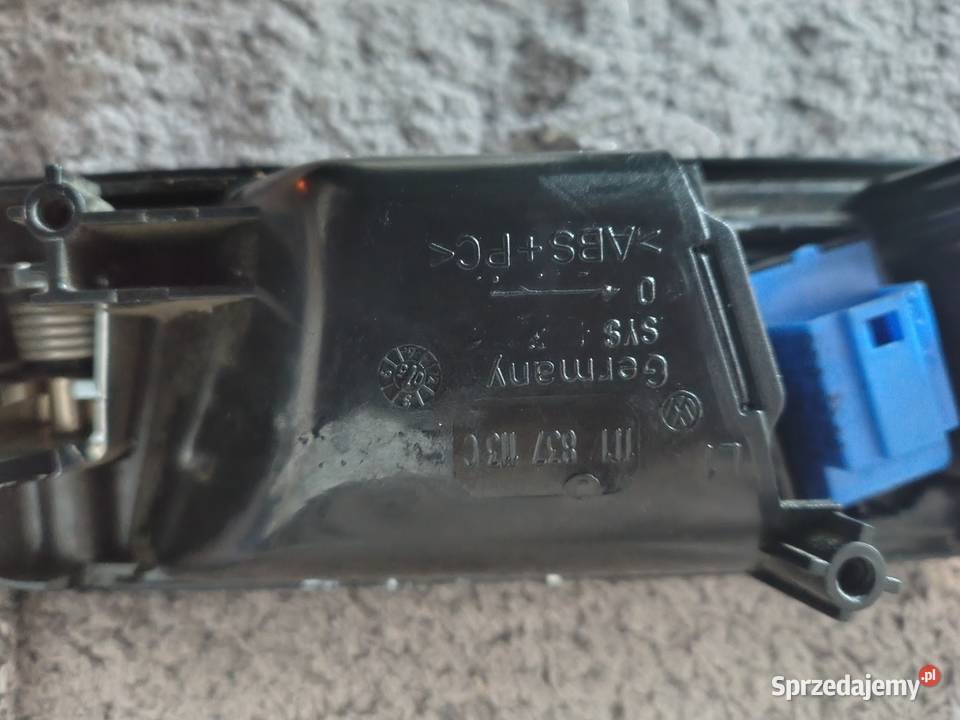 1T1 837 113 C
Germany
SYS
0
>ABS+PC<
Sprzedajemy.pl